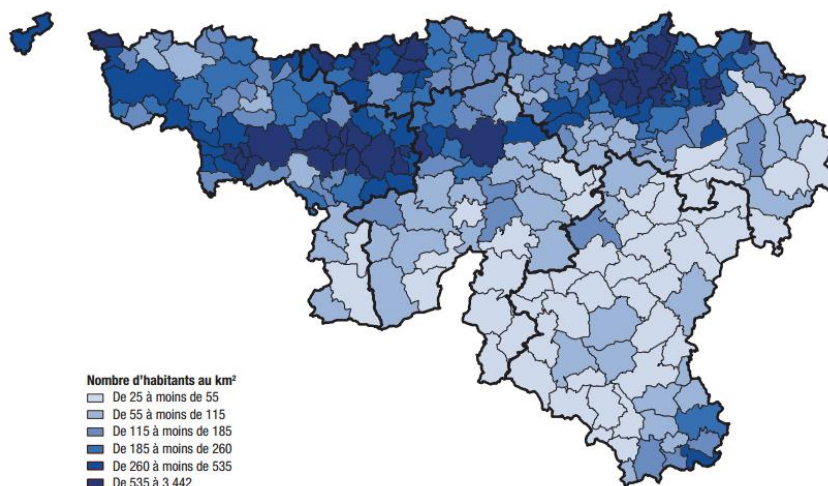 Nombre d'habitants au km²
De 25 à moins de 55
De 55 à moins de 115
De 115 à moins de 185
De 185 à moins de 260
De 260 à moins de 535
De 535 à 3 442